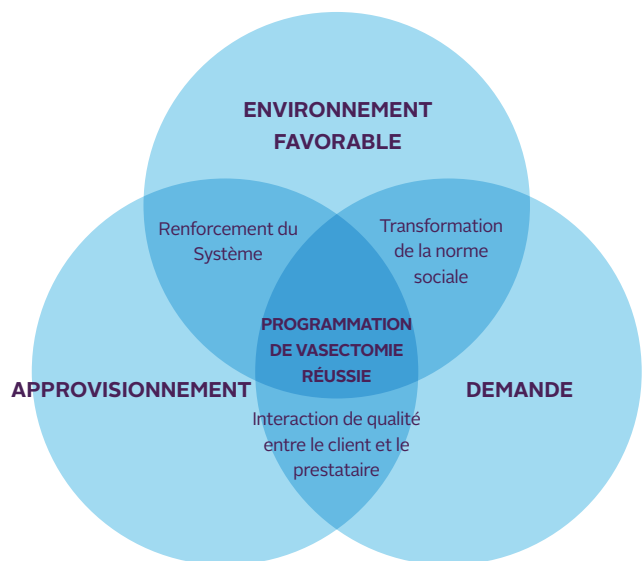 ENVIRONNEMENT
FAVORABLE
Renforcement du
Système
Transformation
de la norme
sociale
PROGRAMMATION
DE VASECTOMIE
RÉUSSIE
APPROVISIONNEMENT
DEMANDE
Interaction de qualité
entre le client et le
prestataire